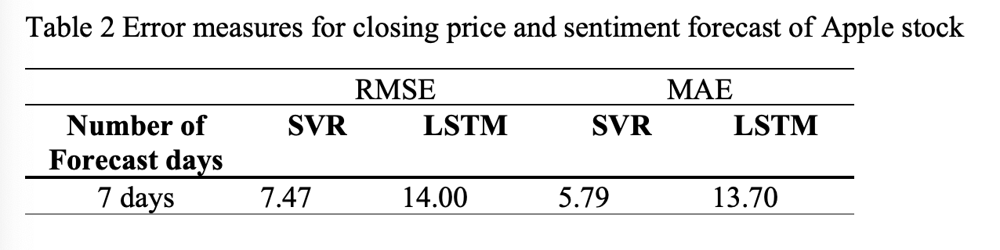 Table 2 Error measures for closing price and sentiment forecast of Apple stock
RMSE MAE
Number of SVR LSTM SVR LSTM
Forecast days
7 days 7.47 14.00 5.79 13.70